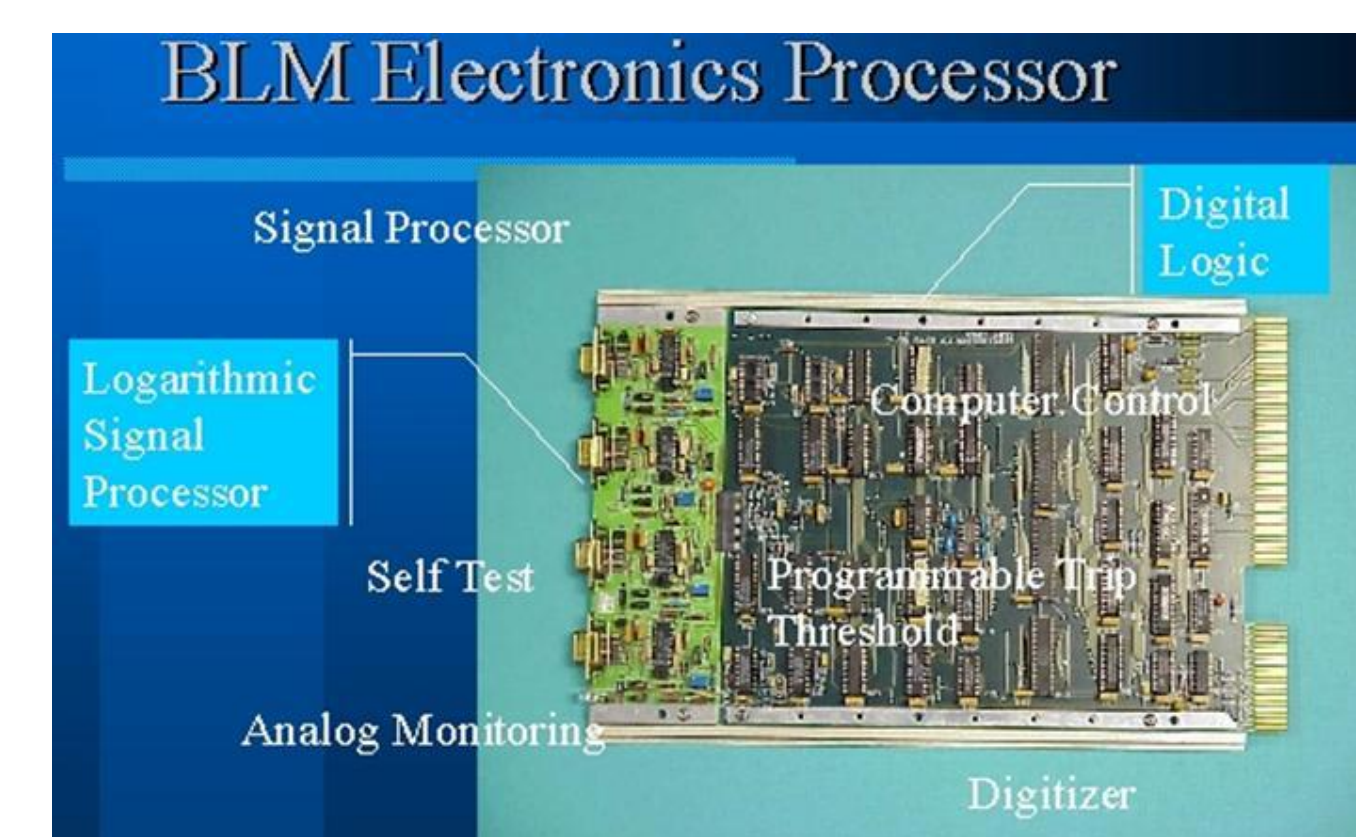 BLM Electronics Processor
Signal Processor
Digital
Logic
Logarithmic
Signal
Processor
Computer Control
Self Test
Programmable Trip
Threshold
Analog Monitoring
Digitizer